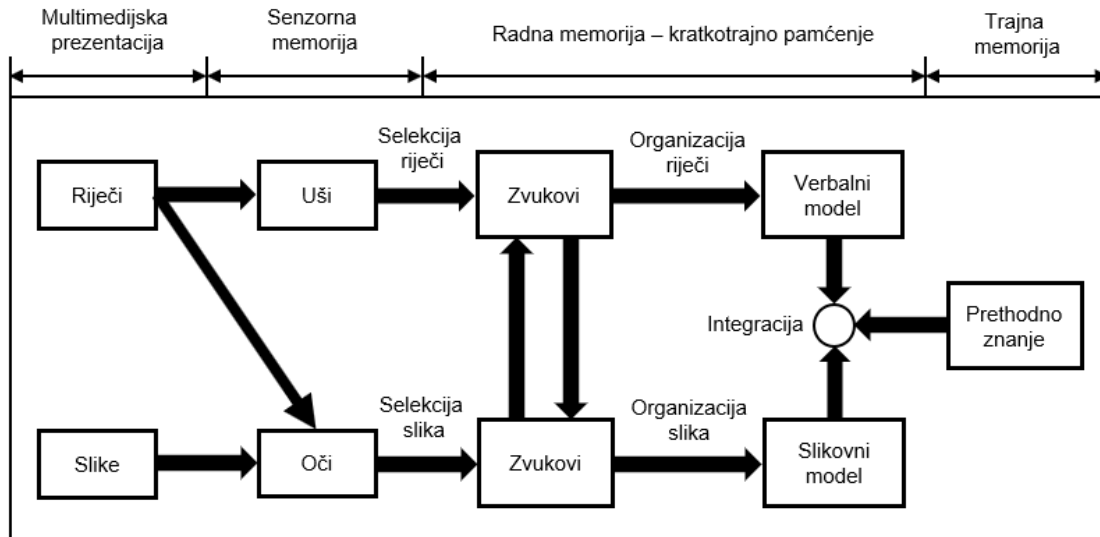 Multimedijska
prezentacija
Senzorna
memorija
Radna memorija – kratkotrajno pamćenje
Trajna
memorija
Selekcija
riječi
Organizacija
riječi
Riječi
Uši
Zvukovi
Verbalni
model
Integracija
Prethodno
znanje
Selekcija
slika
Organizacija
slika
Slike
Oči
Zvukovi
Slikovni
model